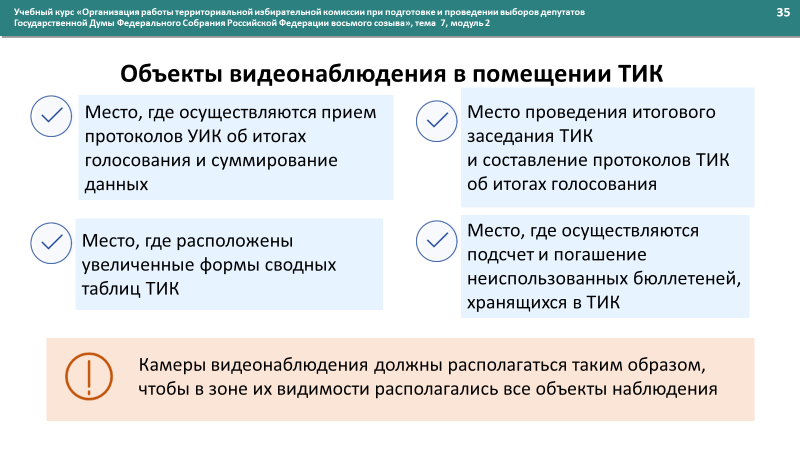 Учебный курс «Организация работы территориальной избирательной комиссии при подготовке и проведении выборов депутатов
Государственной Думы Федерального Собрания Российской Федерации восьмого созыва», тема 7, модуль 2
35
Объекты видеонаблюдения в помещении ТИК
Место, где осуществляются прием
протоколов УИК об итогах
голосования и суммирование
данных
Место проведения итогового
заседания ТИК
и составление протоколов ТИК
об итогах голосования
Место, где расположены
увеличенные формы сводных
таблиц ТИК
Место, где осуществляются
подсчет и погашение
неиспользованных бюллетеней,
хранящихся в ТИК
Камеры видеонаблюдения должны располагаться таким образом,
чтобы в зоне их видимости располагались все объекты наблюдения